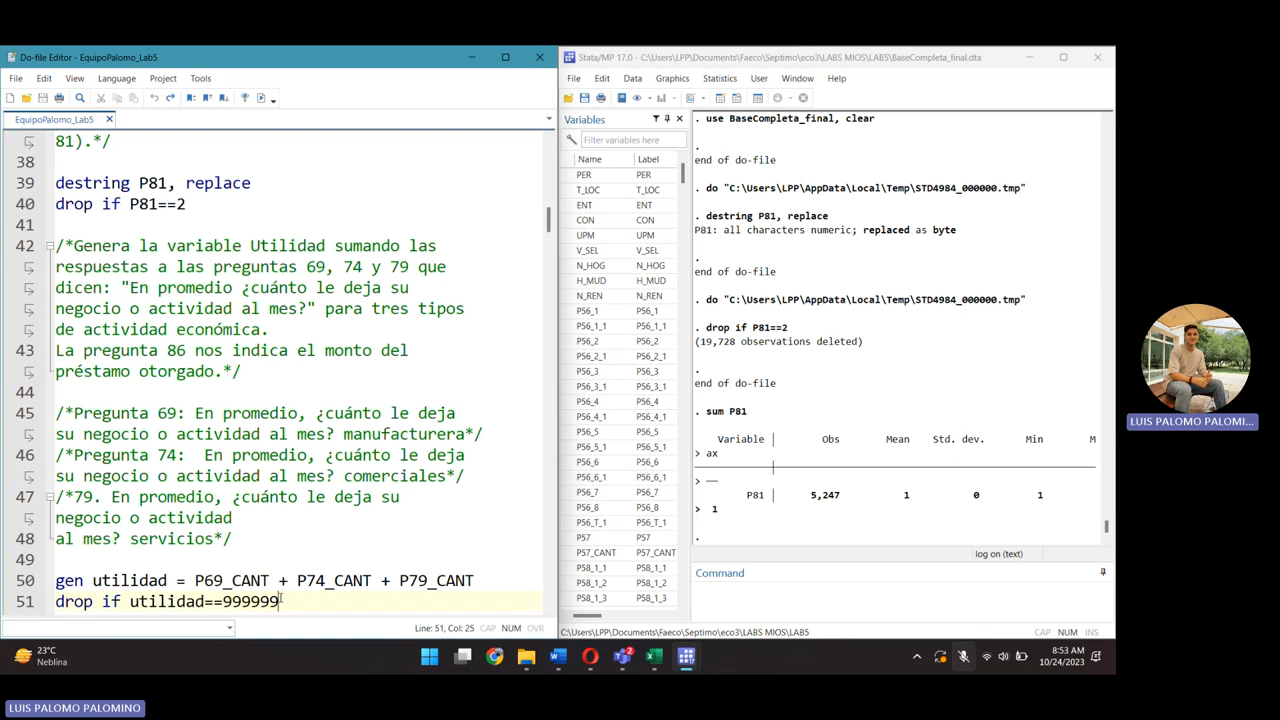 Do-file Editor - EquipoPalomo_Lab5
File Edit View Language Project Tools
EquipoPalomo_Lab5
81).*/
38
39 destring P81, replace
40 drop if P81==2
41
42 /*Genera la variable Utilidad sumando las
respuestas a las preguntas 69, 74 y 79 que
dicen: "En promedio ¿cuánto le deja su
negocio o actividad al mes?" para tres tipos
de actividad económica.
43 La pregunta 86 nos indica el monto del
préstamo otorgado.*/
44
45 /*Pregunta 69: En promedio, ¿cuánto le deja
su negocio o actividad al mes? manufacturera*/
46 /*Pregunta 74:  En promedio, ¿cuánto le deja
su negocio o actividad al mes? comerciales*/
47 /*79. En promedio, ¿cuánto le deja su
negocio o actividad
48 al mes? servicios*/
49
50 gen utilidad = P69_CANT + P74_CANT + P79_CANT
51 drop if utilidad==999999
Line: 51, Col: 25 CAP NUM OVR
Stata/MP 17.0 - C:\Users\LPP\Documents\Faeco\Septimo\eco3\LABS MIOS\LABS\BaseCompleta_final.dta
File Edit Data Graphics Statistics User Window Help
Variables
Filter variables here
Name Label
PER PER
T_LOC T_LOC
ENT ENT
CON CON
UPM UPM
V_SEL V_SEL
N_HOG N_HOG
H_MUD H_MUD
N_REN N_REN
P56_1 P56_1
P56_1_1 P56_1_1
P56_2 P56_2
P56_2_1 P56_2_1
P56_3 P56_3
P56_3_1 P56_3_1
P56_4 P56_4
P56_4_1 P56_4_1
P56_5 P56_5
P56_5_1 P56_5_1
P56_6 P56_6
P56_6_1 P56_6_1
P56_7 P56_7
P56_8 P56_8
P56_T_1 P56_T_1
P57 P57
P57_CANT P57_CANT
P58_1_1 P58_1_1
P58_1_2 P58_1_2
P58_1_3 P58_1_3
P58_1_4 P58_1_4
. use BaseCompleta_final, clear
.
end of do-file
. do "C:\Users\LPP\AppData\Local\Temp\STD4984_000000.tmp"
. destring P81, replace
P81: all characters numeric; replaced as byte
.
end of do-file
. do "C:\Users\LPP\AppData\Local\Temp\STD4984_000000.tmp"
. drop if P81==2
(19,728 observations deleted)
.
end of do-file
. sum P81
Variable | Obs Mean Std. dev. Min M
> ax
> —
P81 | 5,247 1 0 1
> 1
.
log on (text)
Command
C:\Users\LPP\Documents\Faeco\Septimo\eco3\LABS MIOS\LAB5
CAP NUM INS
23°C
Neblina
2
17
8:53 AM
10/24/2023
LUIS PALOMO PALOMI...
LUIS PALOMO PALOMINO